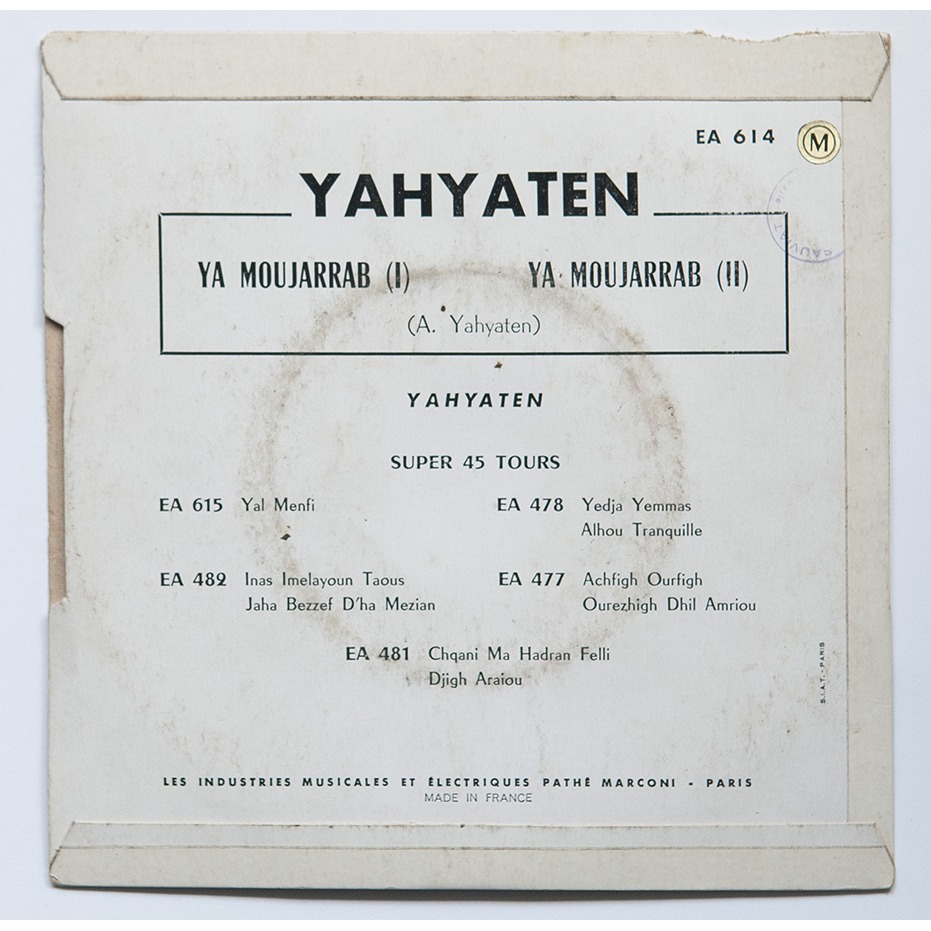 EA 614 M
YAHYATEN
YA MOUJARRAB (I) YA MOUJARRAB (II)
(A. Yahyaten)
YAHYATEN
SUPER 45 TOURS
EA 615 Yal Menfi
EA 478 Yedja Yemmas
Alhou Tranquille
EA 482 Inas Imelayoun Taous
Jaha Bezzef D'ha Mezian
EA 477 Achfigh Ourfigh
Ourezhigh Dhil Amriou
EA 481 Chqani Ma Hadran Felli
Djigh Araiou
S.I.A.T. - PARIS
LES INDUSTRIES MUSICALES ET ÉLECTRIQUES PATHÉ MARCONI - PARIS
MADE IN FRANCE